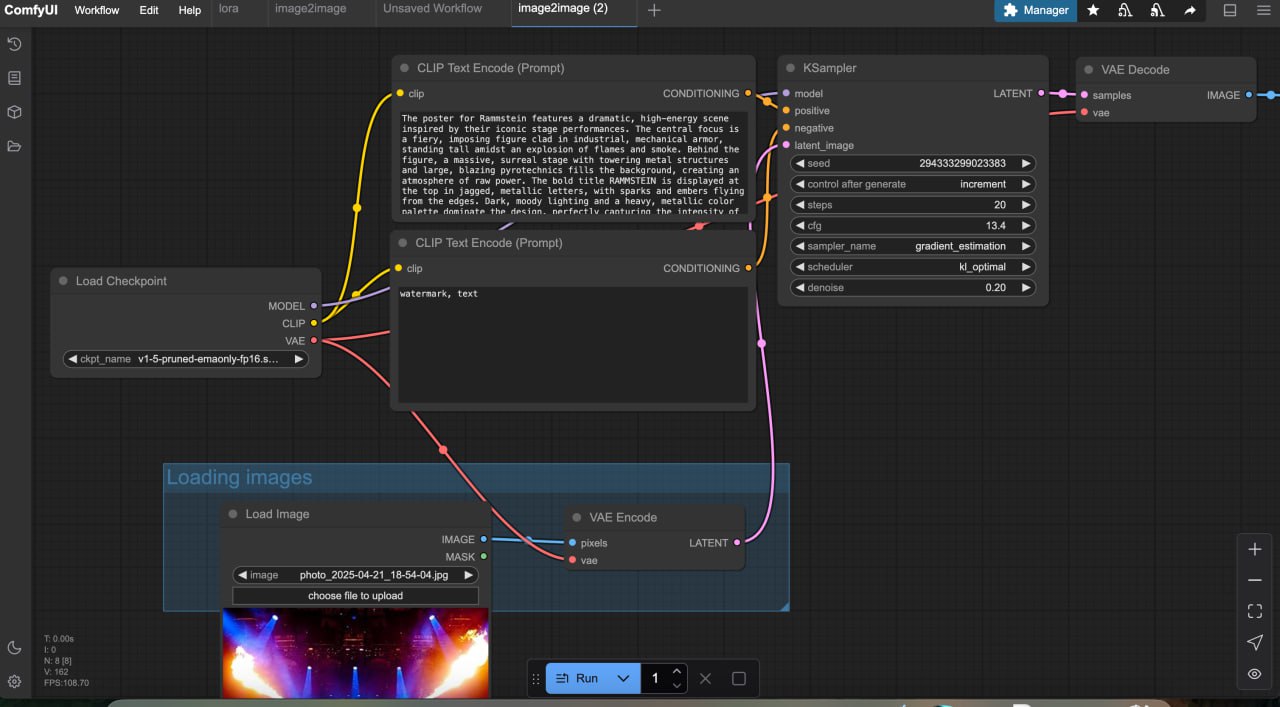 ComfyUI Workflow Edit Help lora image2image Unsaved Workflow image2image (2) Manager
CLIP Text Encode (Prompt)
clip CONDITIONING
The poster for Rammstein features a dramatic, high-energy scene
inspired by their iconic stage performances. The central focus is
a fiery, imposing figure clad in industrial, mechanical armor,
standing tall amidst an explosion of flames and smoke. Behind the
figure, a massive, surreal stage with towering metal structures
and large, blazing pyrotechnics fills the background, creating an
atmosphere of raw power. The bold title RAMMSTEIN is displayed at
the top in jagged, metallic letters, with sparks and embers flying
from the edges. Dark, moody lighting and a heavy, metallic color
palette dominate the design, perfectly capturing the intensity of
KSampler
model LATENT
positive
negative
latent_image
seed 294333299023383
control after generate increment
steps 20
cfg 13.4
sampler_name gradient_estimation
scheduler kl_optimal
denoise 0.20
VAE Decode
samples IMAGE
vae
CLIP Text Encode (Prompt)
clip CONDITIONING
watermark, text
Load Checkpoint
MODEL
CLIP
VAE
ckpt_name v1-5-pruned-emaonly-fp16.s...
Loading images
Load Image
IMAGE
MASK
image photo_2025-04-21_18-54-04.jpg
choose file to upload
VAE Encode
pixels LATENT
vae
T: 0.00s
I: 0
N: 8 [8]
V: 162
FPS:108.70
Run 1